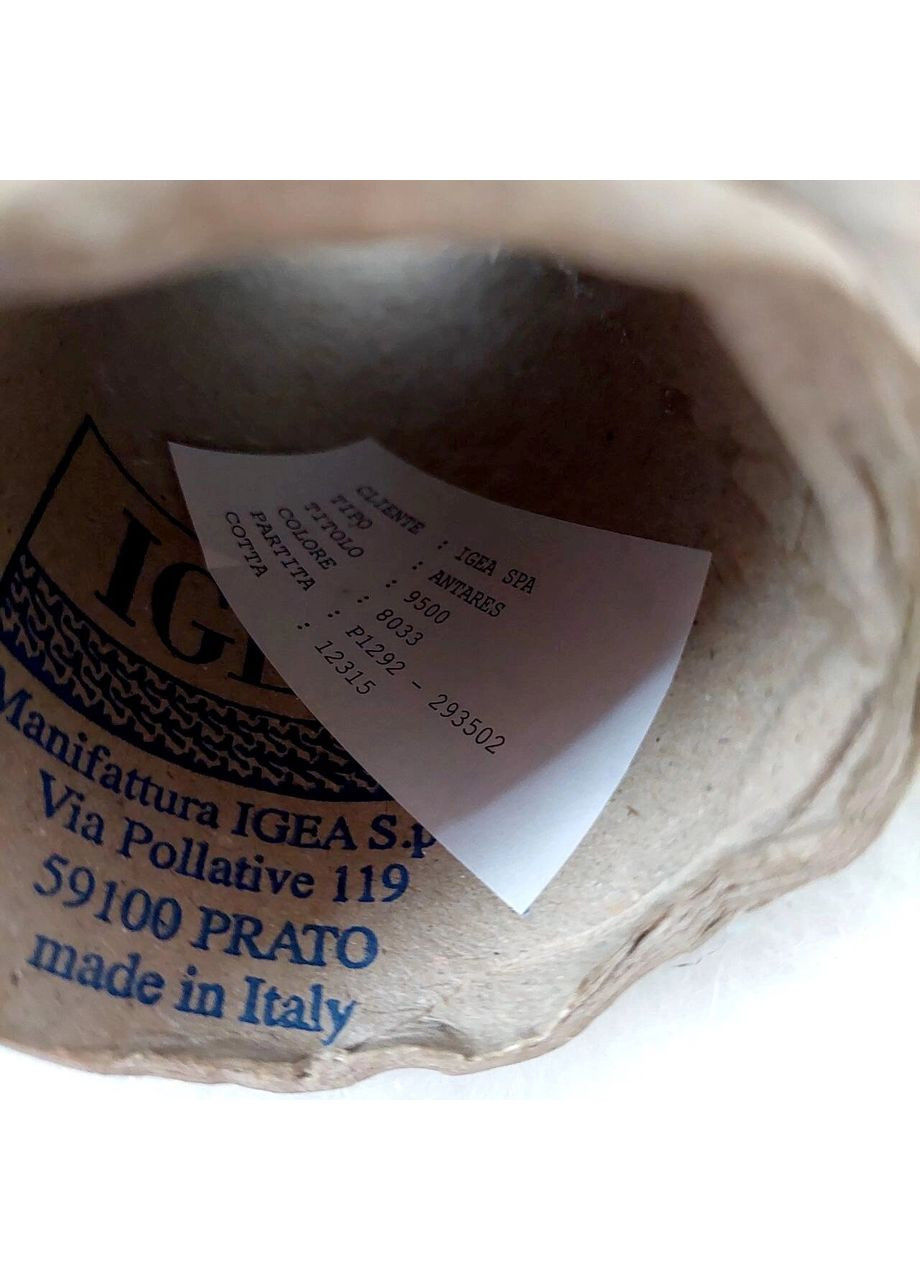 CLIENTE : IGEA SPA
TIPO : ANTARES
TITOLO : 9500
COLORE : 8033
PARTITA : P1292 - 293502
COTTA : 12315
Manifattura IGEA S.p
Via Pollative 119
59100 PRATO
made in Italy